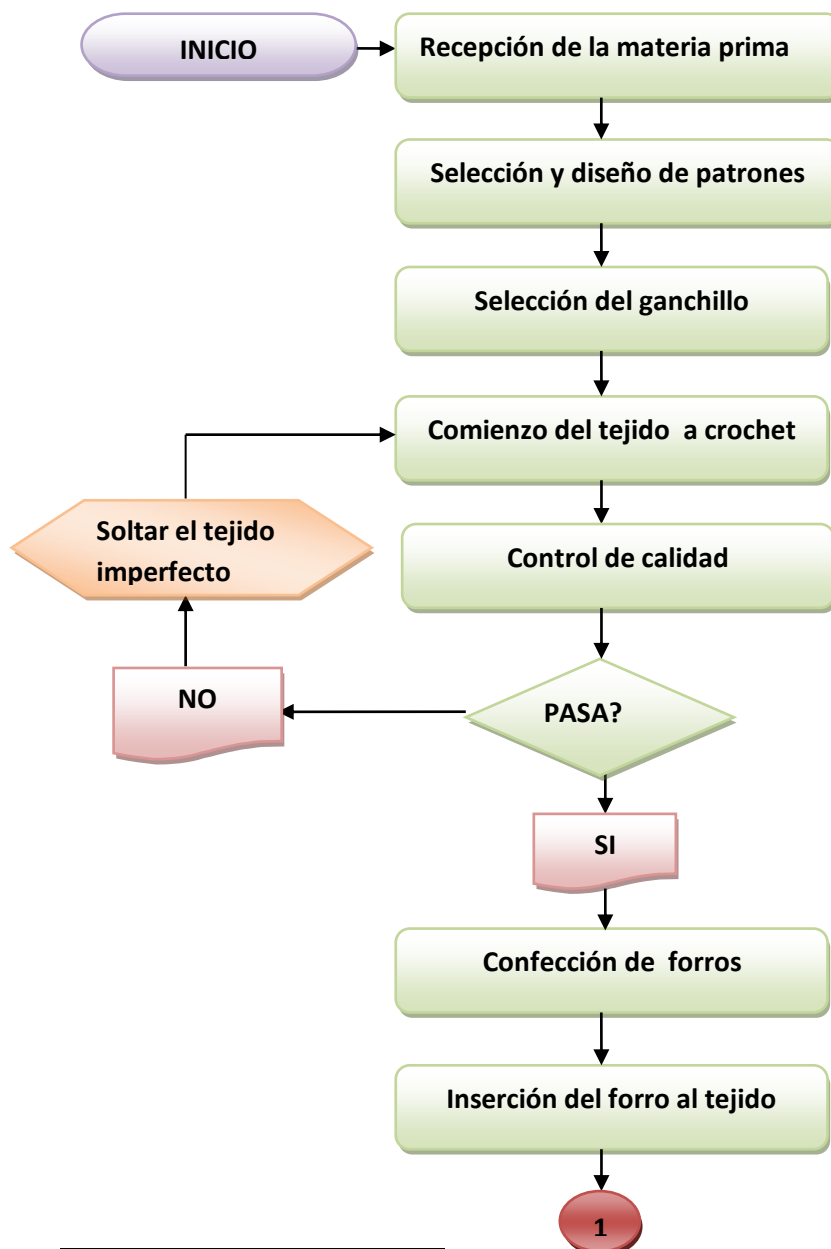 INICIO
Recepción de la materia prima
Selección y diseño de patrones
Selección del ganchillo
Comienzo del tejido a crochet
Soltar el tejido
imperfecto
Control de calidad
NO
PASA?
SI
Confección de forros
Inserción del forro al tejido
1